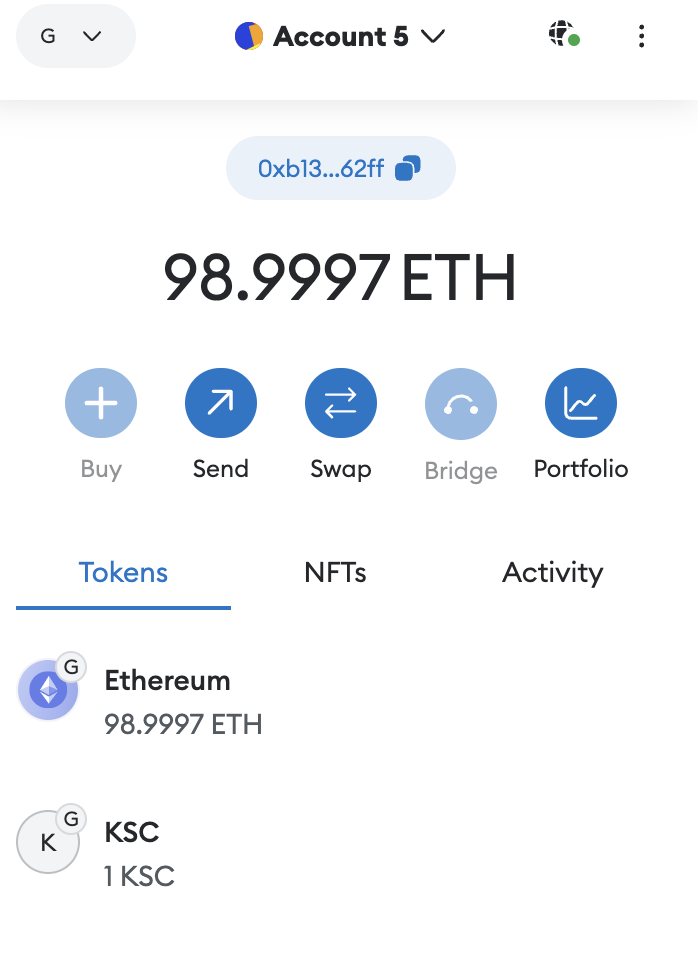 G
Account 5
0xb13...62ff
98.9997 ETH
Buy
Send
Swap
Bridge
Portfolio
Tokens
NFTs
Activity
G
Ethereum
98.9997 ETH
G
K
KSC
1 KSC